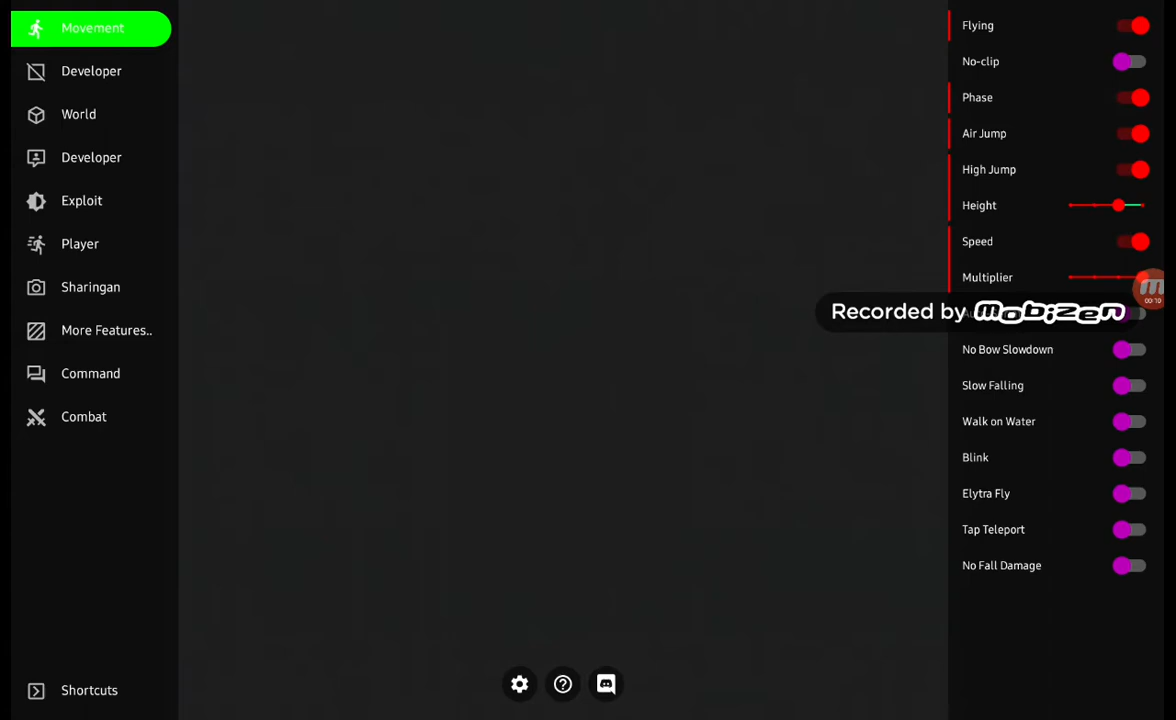 Movement
Developer
World
Developer
Exploit
Player
Sharingan
More Features..
Command
Combat
Shortcuts
Flying
No-clip
Phase
Air Jump
High Jump
Height
Speed
Multiplier
Recorded by Mobizen
00:10
No Bow Slowdown
Slow Falling
Walk on Water
Blink
Elytra Fly
Tap Teleport
No Fall Damage